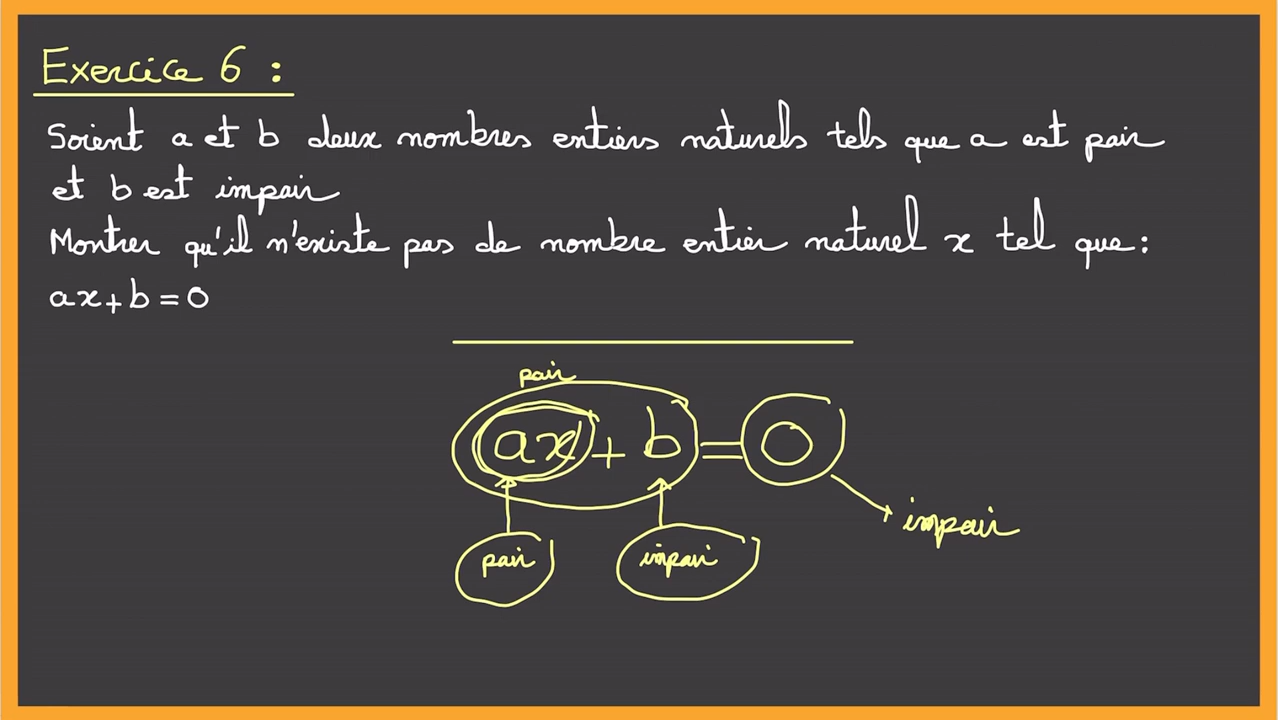 Exercice 6 :
Soient a et b deux nombres entiers naturels tels que a est pair
et b est impair
Montrer qu'il n'existe pas de nombre entier naturel x tel que :
ax+b=0
pair
ax + b = 0
impair
pair impair